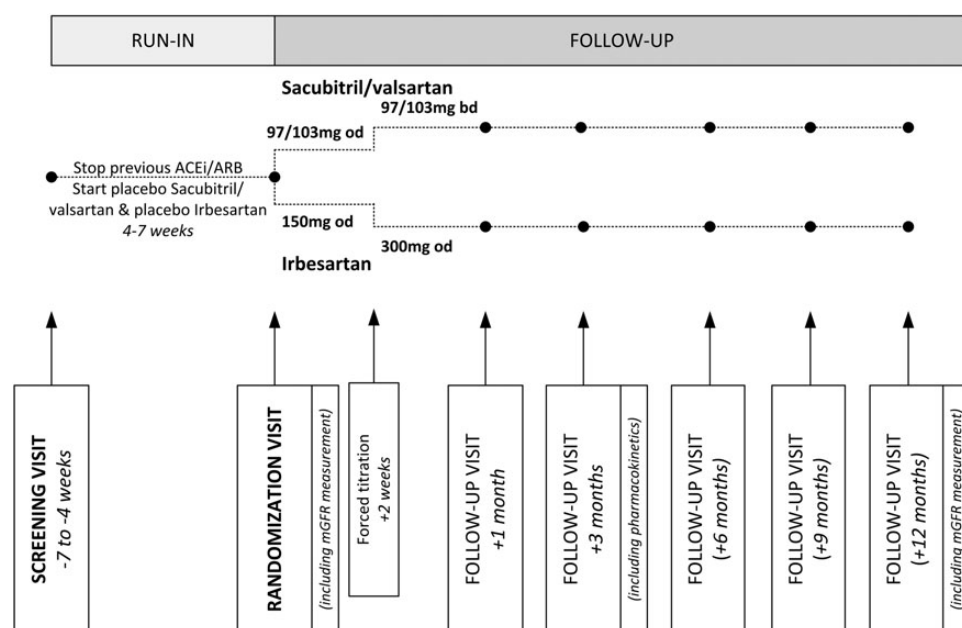 RUN-IN
FOLLOW-UP
Sacubitril/valsartan
97/103mg bd
97/103mg od
Stop previous ACEi/ARB
Start placebo Sacubitril/
valsartan & placebo Irbesartan
4-7 weeks
150mg od
300mg od
Irbesartan
SCREENING VISIT
-7 to -4 weeks
RANDOMIZATION VISIT
(including mGFR measurement)
Forced titration
+2 weeks
FOLLOW-UP VISIT
+1 month
FOLLOW-UP VISIT
+3 months
(including pharmacokinetics)
FOLLOW-UP VISIT
(+6 months)
FOLLOW-UP VISIT
(+9 months)
FOLLOW-UP VISIT
(+12 months)
(including mGFR measurement)